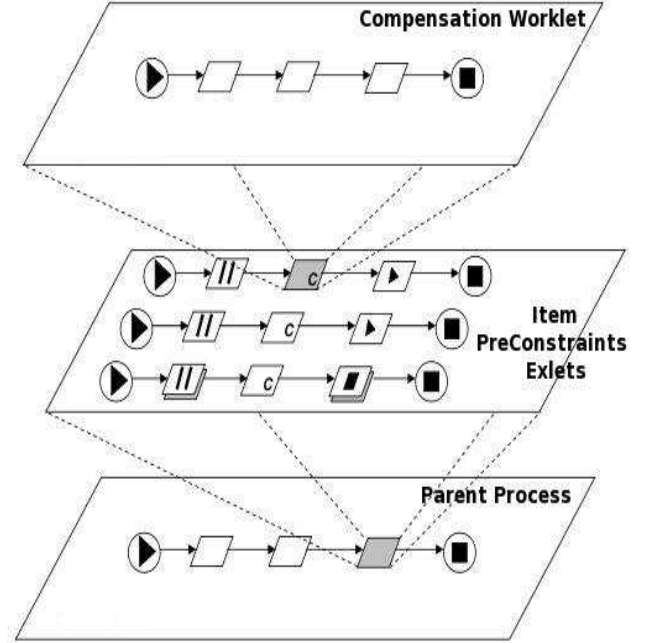 Compensation Worklet
C
C
C
Item
PreConstraints
Exlets
Parent Process